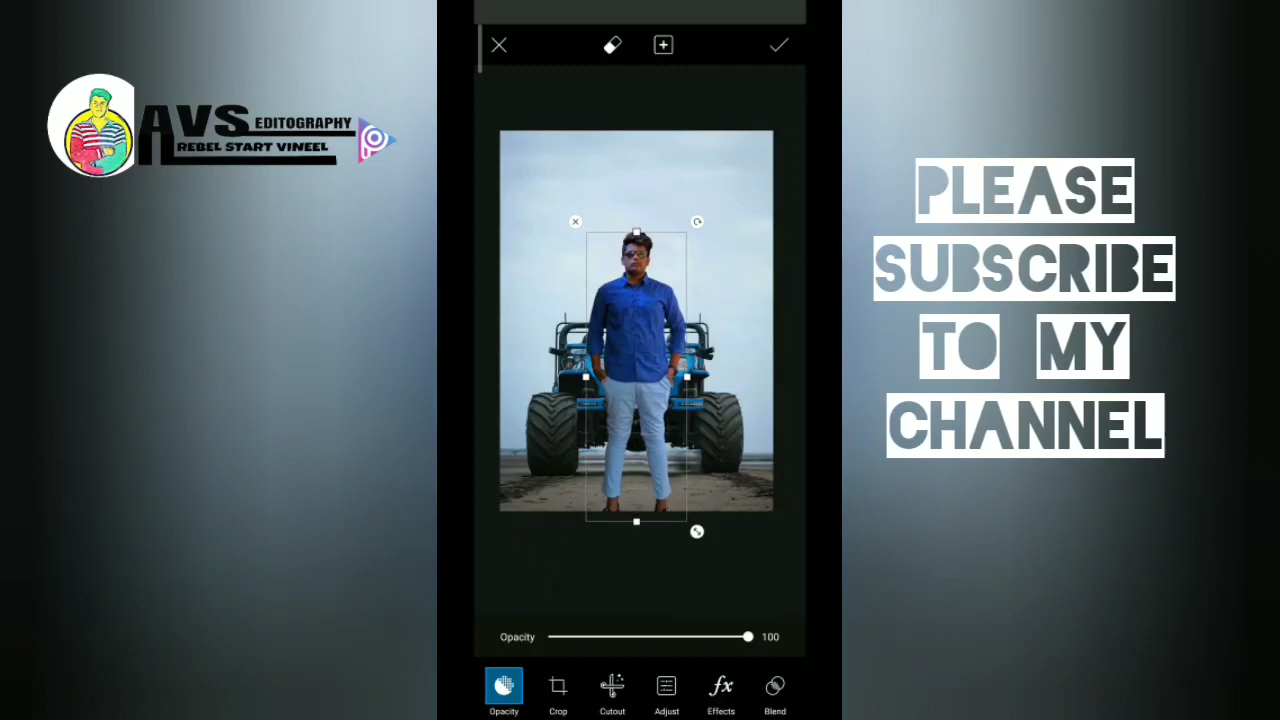 AVS EDITOGRAPHY
REBEL START VINEEL
PLEASE
SUBSCRIBE
TO MY
CHANNEL
Opacity 100
Opacity Crop Cutout Adjust Effects Blend